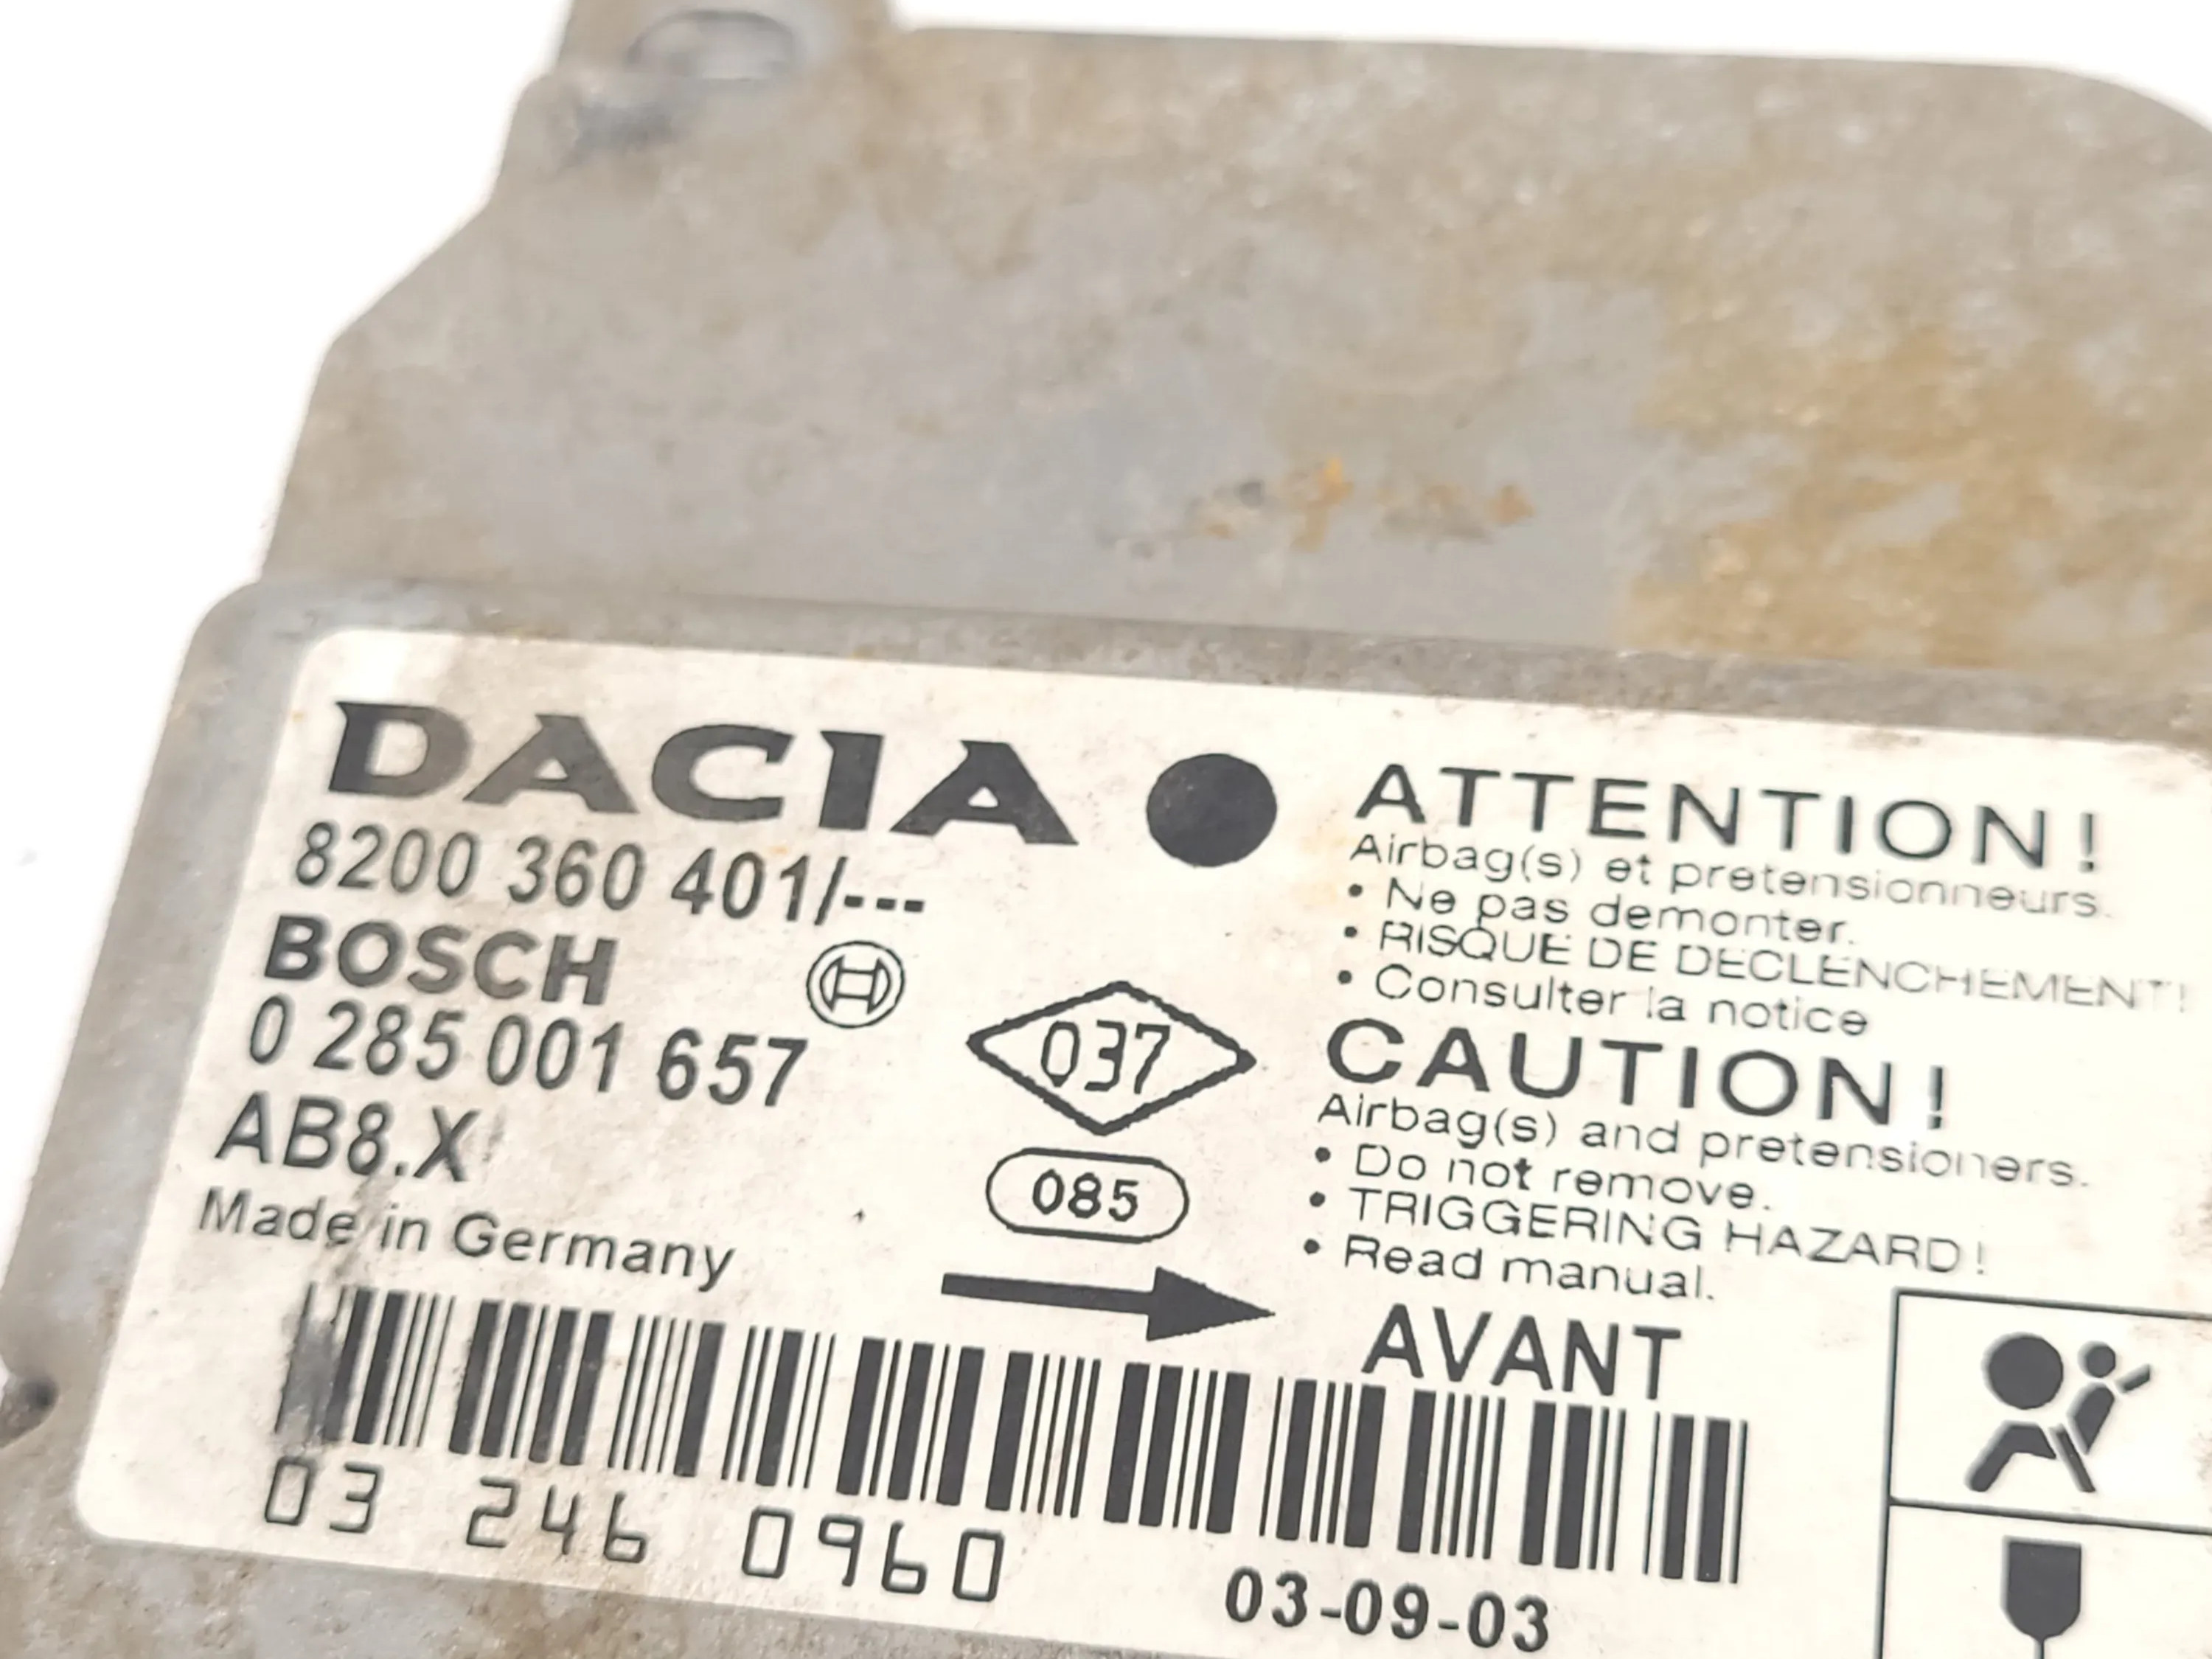 DACIA
8200 360 401/---
BOSCH
0 285 001 657
AB8.X
Made in Germany
037
085
ATTENTION!
Airbag(s) et pretensionneurs.
• Ne pas demonter.
• RISQUE DE DECLENCHEMENT!
• Consulter la notice
CAUTION!
Airbag(s) and pretensioners.
• Do not remove.
• TRIGGERING HAZARD!
• Read manual.
AVANT
03 246 0960
03-09-03